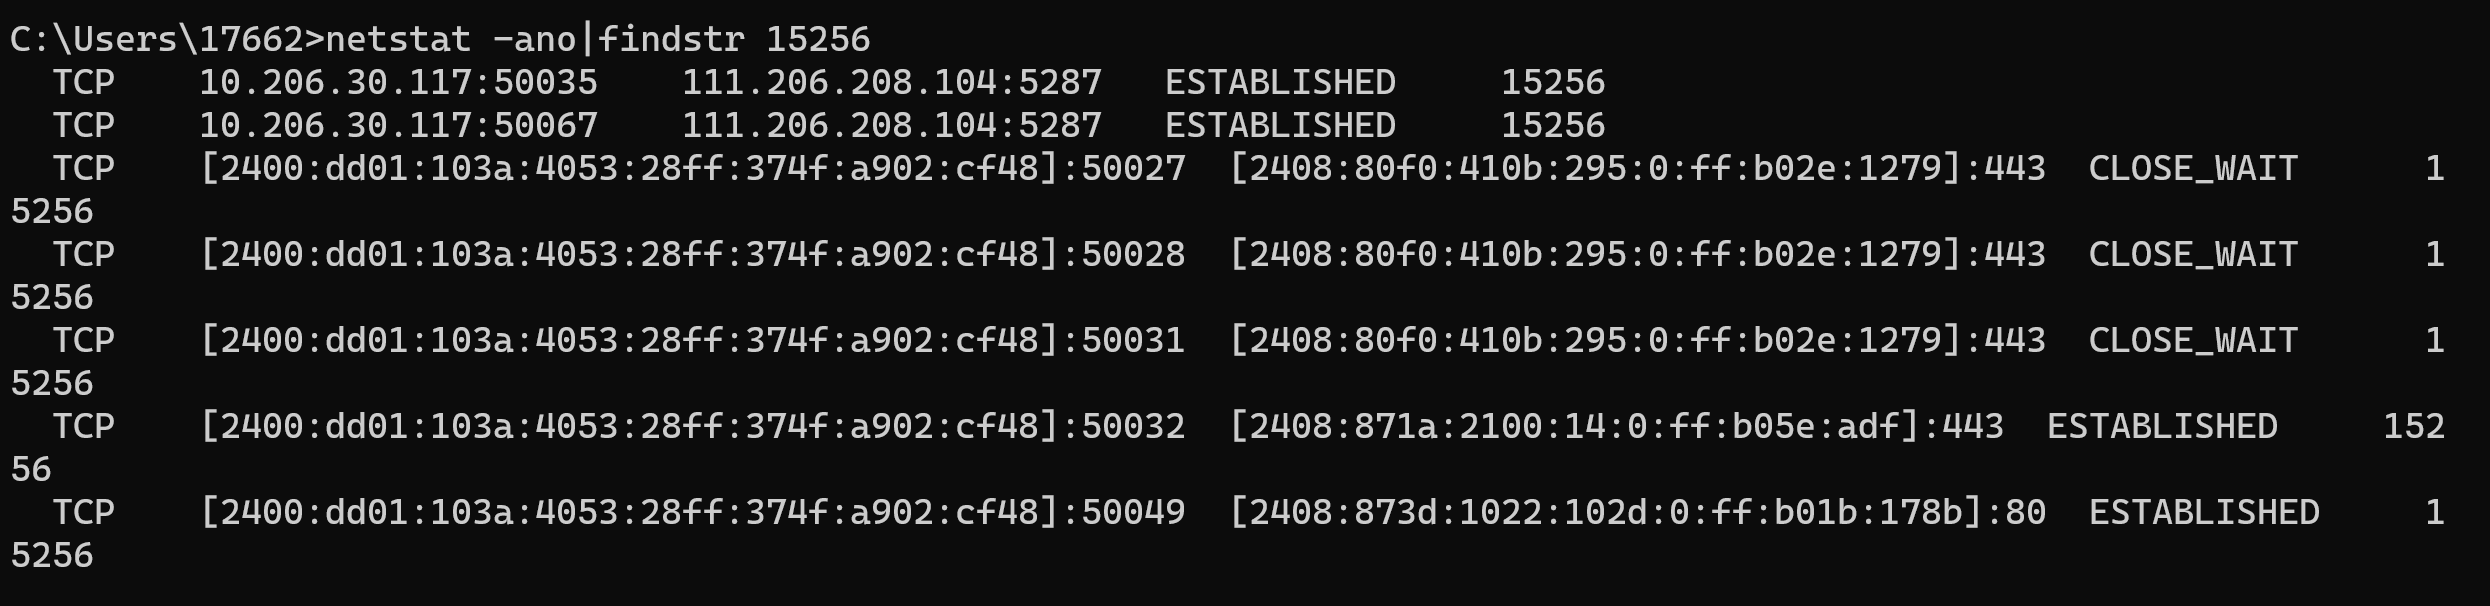 C:\Users\17662>netstat -ano|findstr 15256
  TCP    10.206.30.117:50035    111.206.208.104:5287   ESTABLISHED     15256
  TCP    10.206.30.117:50067    111.206.208.104:5287   ESTABLISHED     15256
  TCP    [2400:dd01:103a:4053:28ff:374f:a902:cf48]:50027  [2408:80f0:410b:295:0:ff:b02e:1279]:443  CLOSE_WAIT      1
5256
  TCP    [2400:dd01:103a:4053:28ff:374f:a902:cf48]:50028  [2408:80f0:410b:295:0:ff:b02e:1279]:443  CLOSE_WAIT      1
5256
  TCP    [2400:dd01:103a:4053:28ff:374f:a902:cf48]:50031  [2408:80f0:410b:295:0:ff:b02e:1279]:443  CLOSE_WAIT      1
5256
  TCP    [2400:dd01:103a:4053:28ff:374f:a902:cf48]:50032  [2408:871a:2100:14:0:ff:b05e:adf]:443  ESTABLISHED     152
56
  TCP    [2400:dd01:103a:4053:28ff:374f:a902:cf48]:50049  [2408:873d:1022:102d:0:ff:b01b:178b]:80  ESTABLISHED     1
5256